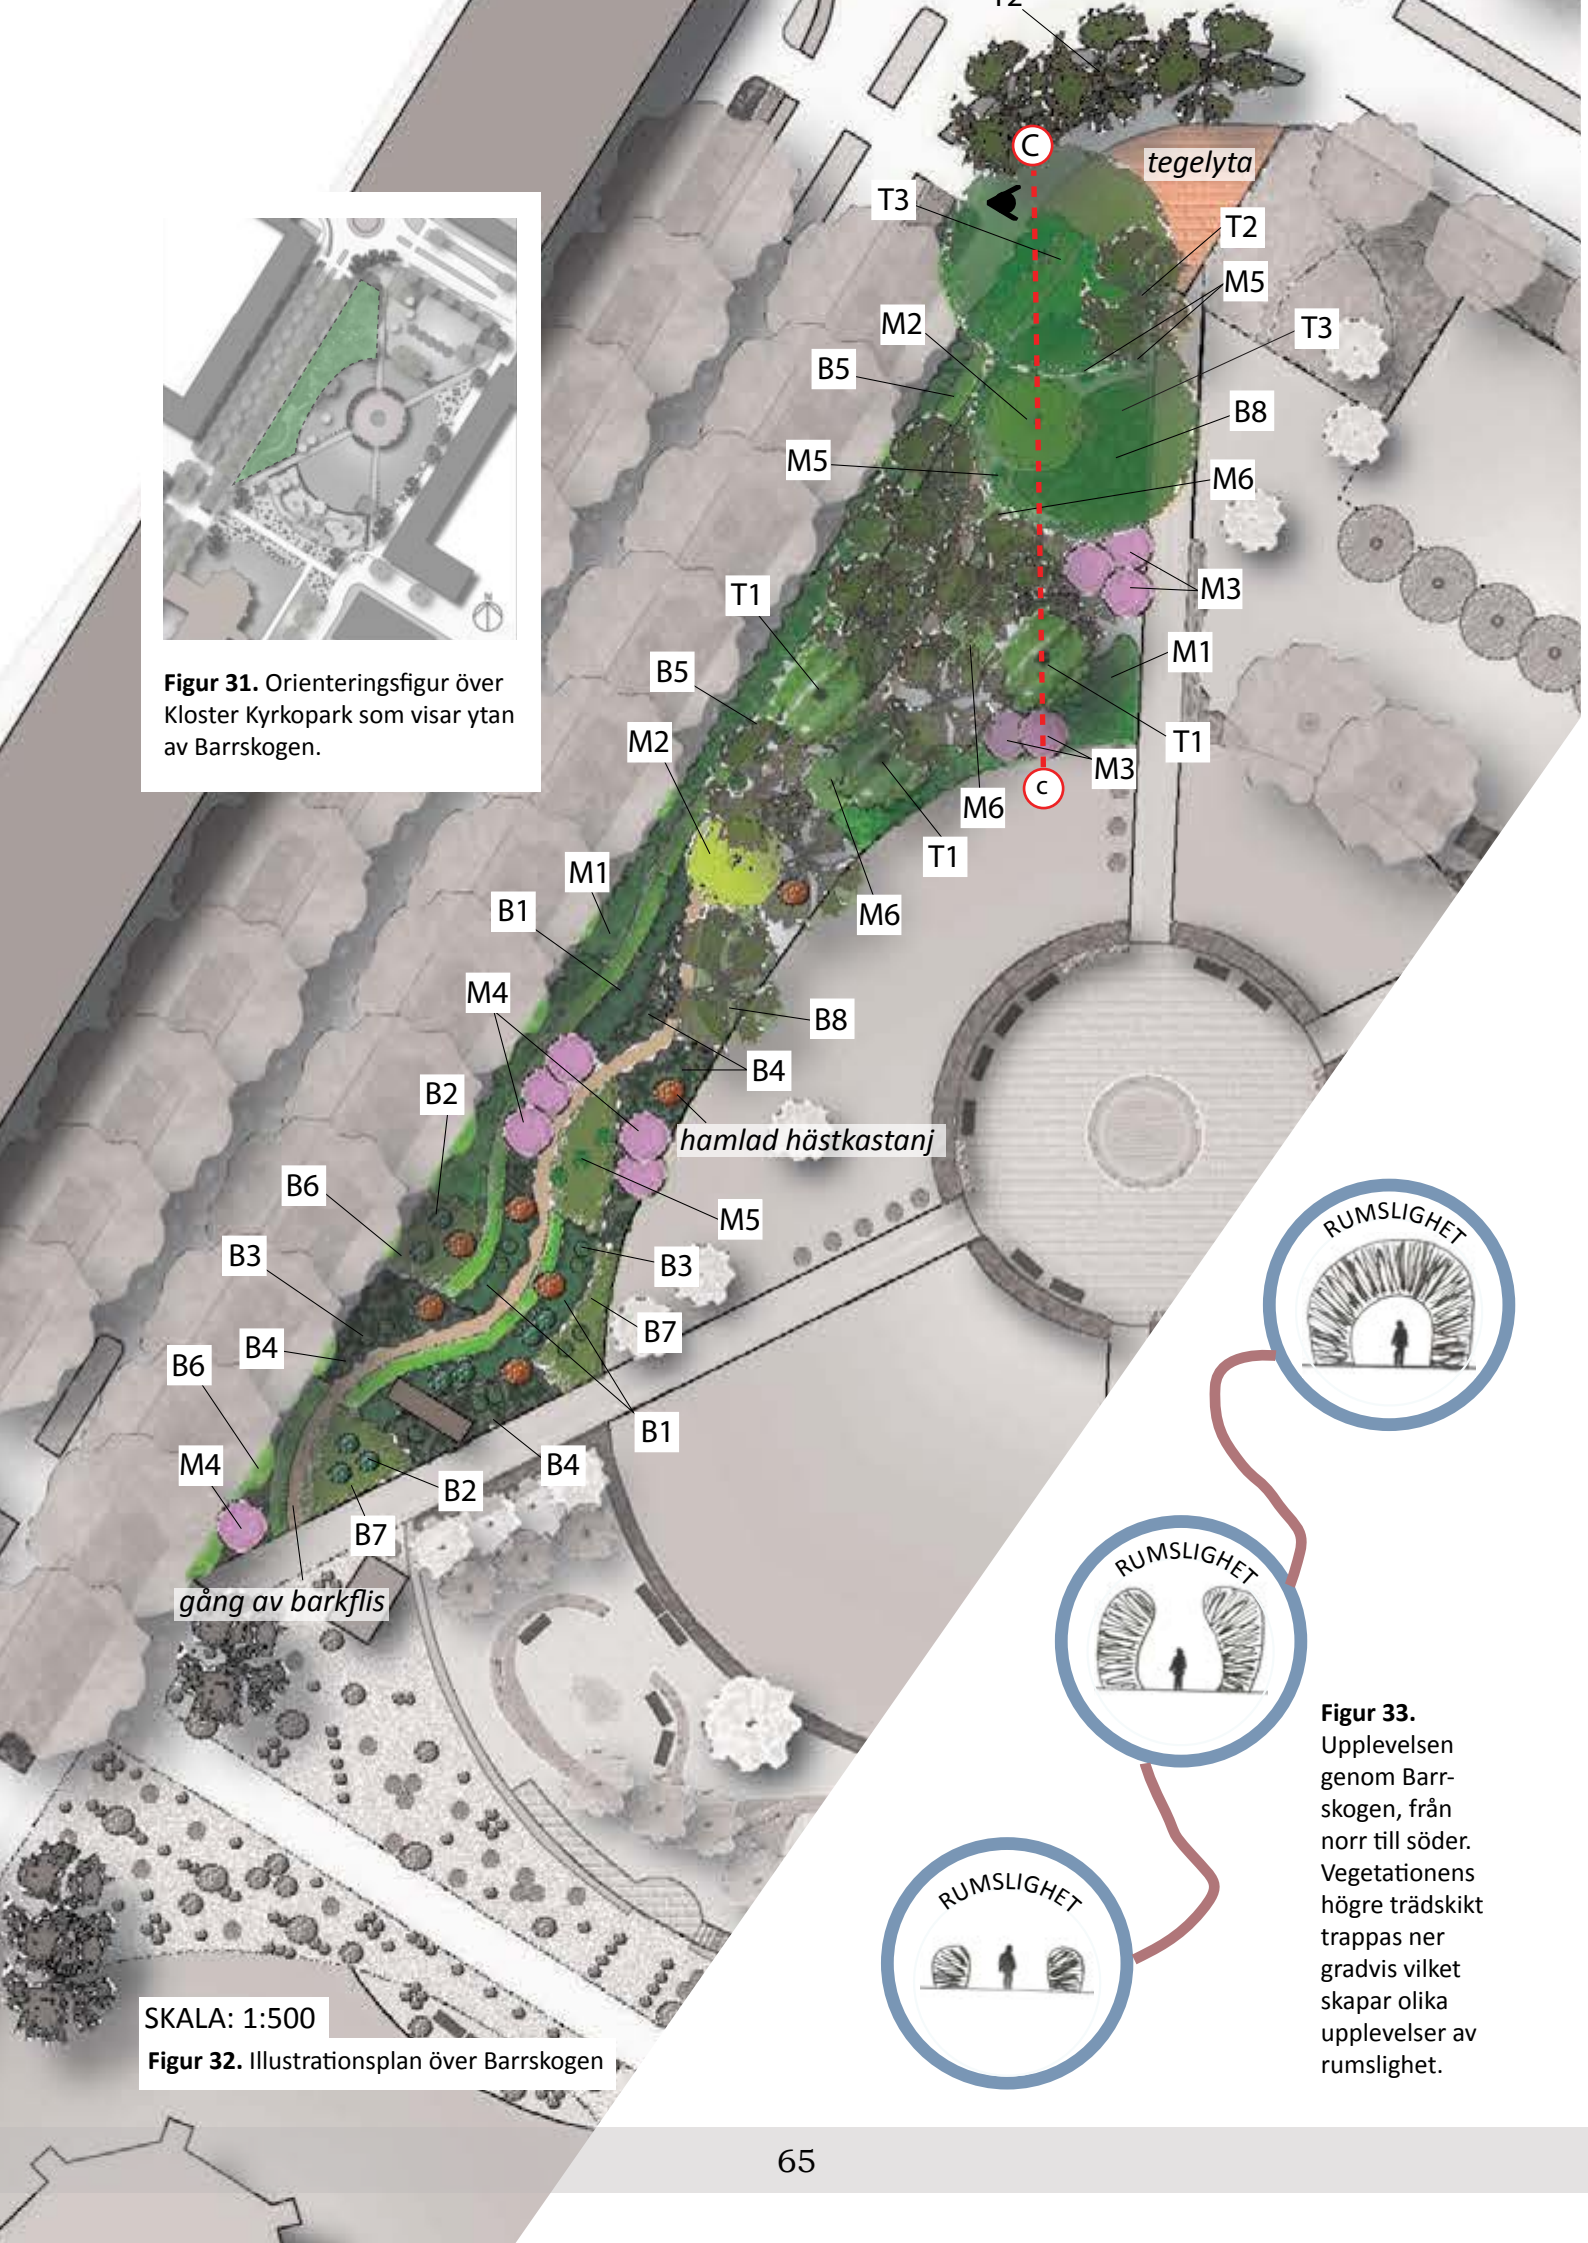 T2
C
tegelyta
T3
T2
M5
M2
T3
B5
B8
M5
M6
T1
M3
M1
B5
M2
T1
M3
c
M6
T1
M1
M6
B1
M4
B8
B4
B2
hamlad hästkastanj
B6
M5
B3
B3
B7
B4
B6
B1
M4
B4
B2
B7
gång av barkflis
N
Figur 31. Orienteringsfigur över
Kloster Kyrkopark som visar ytan
av Barrskogen.
RUMSLIGHET
RUMSLIGHET
RUMSLIGHET
Figur 33.
Upplevelsen
genom Barr-
skogen, från
norr till söder.
Vegetationens
högre trädskikt
trappas ner
gradvis vilket
skapar olika
upplevelser av
rumslighet.
SKALA: 1:500
Figur 32. Illustrationsplan över Barrskogen
65